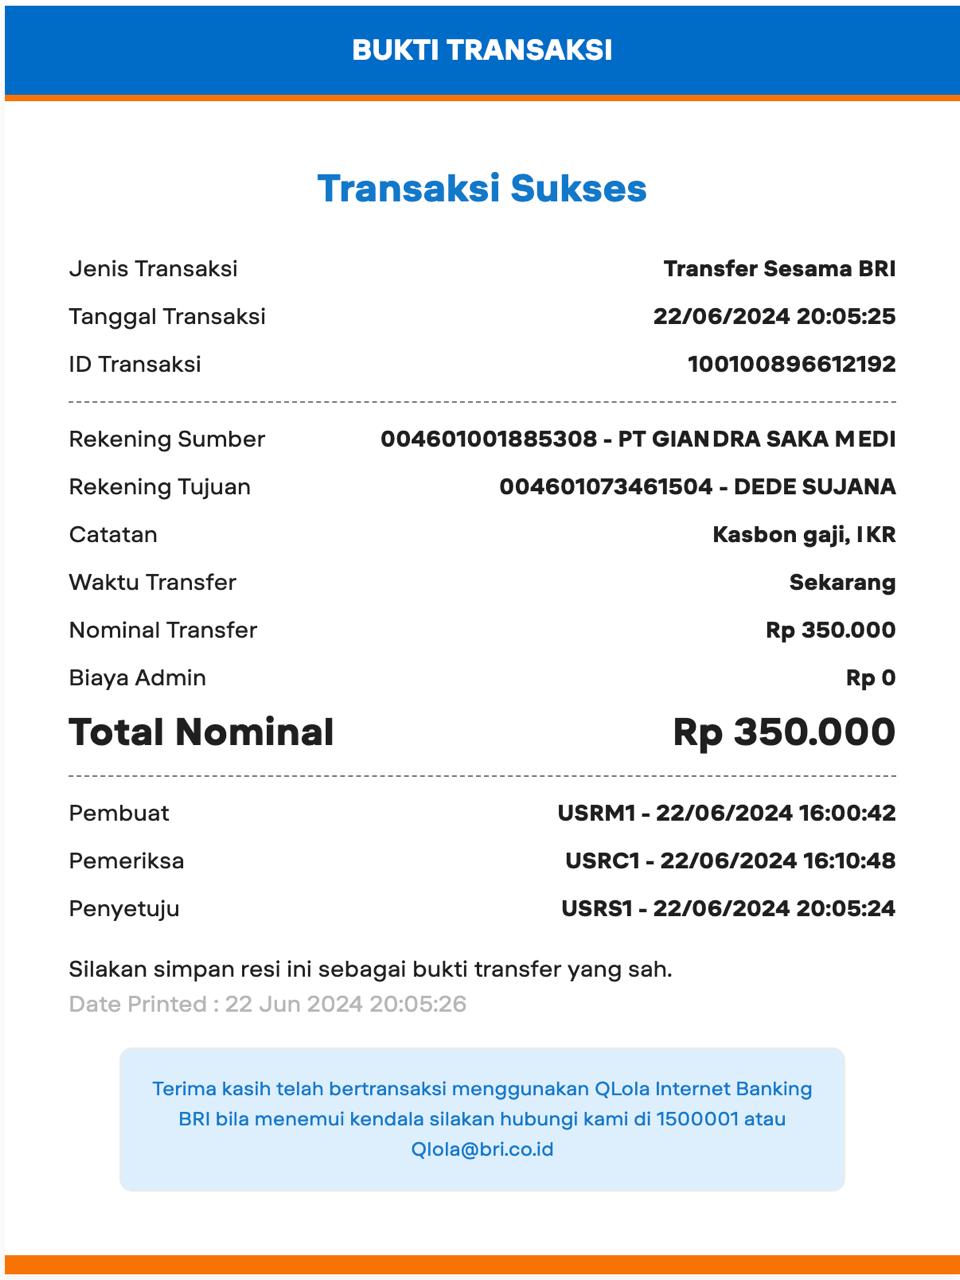 BUKTI TRANSAKSI
Transaksi Sukses
Jenis Transaksi Transfer Sesama BRI
Tanggal Transaksi 22/06/2024 20:05:25
ID Transaksi 100100896612192
Rekening Sumber 004601001885308 - PT GIANDRA SAKA MEDI
Rekening Tujuan 004601073461504 - DEDE SUJANA
Catatan Kasbon gaji, IKR
Waktu Transfer Sekarang
Nominal Transfer Rp 350.000
Biaya Admin Rp 0
Total Nominal Rp 350.000
Pembuat USRM1 - 22/06/2024 16:00:42
Pemeriksa USRC1 - 22/06/2024 16:10:48
Penyetuju USRS1 - 22/06/2024 20:05:24
Silakan simpan resi ini sebagai bukti transfer yang sah.
Date Printed : 22 Jun 2024 20:05:26
Terima kasih telah bertransaksi menggunakan QLola Internet Banking
BRI bila menemui kendala silakan hubungi kami di 1500001 atau
Qlola@bri.co.id